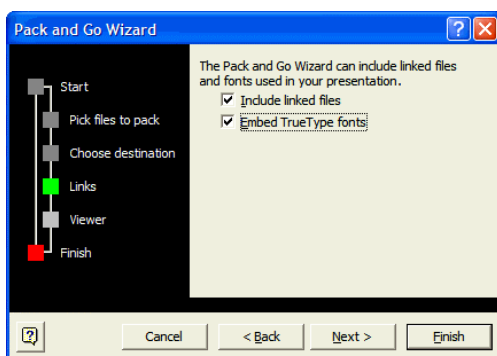 Pack and Go Wizard
Start
Pick files to pack
Choose destination
Links
Viewer
Finish
The Pack and Go Wizard can include linked files
and fonts used in your presentation.
Include linked files
Embed TrueType fonts
Cancel
< Back
Next >
Finish